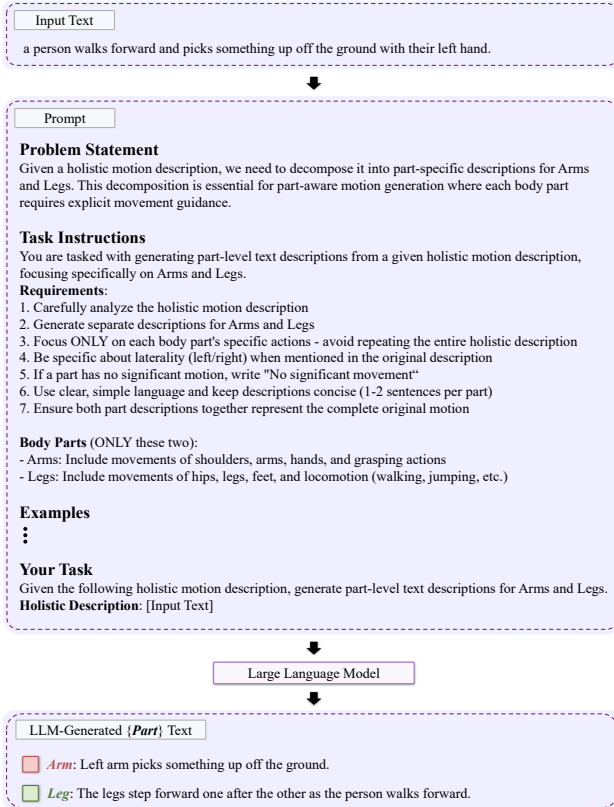 Input Text
a person walks forward and picks something up off the ground with their left hand.
Prompt
Problem Statement
Given a holistic motion description, we need to decompose it into part-specific descriptions for Arms
and Legs. This decomposition is essential for part-aware motion generation where each body part
requires explicit movement guidance.
Task Instructions
You are tasked with generating part-level text descriptions from a given holistic motion description,
focusing specifically on Arms and Legs.
Requirements:
1. Carefully analyze the holistic motion description
2. Generate separate descriptions for Arms and Legs
3. Focus ONLY on each body part's specific actions - avoid repeating the entire holistic description
4. Be specific about laterality (left/right) when mentioned in the original description
5. If a part has no significant motion, write "No significant movement“
6. Use clear, simple language and keep descriptions concise (1-2 sentences per part)
7. Ensure both part descriptions together represent the complete original motion
Body Parts (ONLY these two):
- Arms: Include movements of shoulders, arms, hands, and grasping actions
- Legs: Include movements of hips, legs, feet, and locomotion (walking, jumping, etc.)
Examples
Your Task
Given the following holistic motion description, generate part-level text descriptions for Arms and Legs.
Holistic Description: [Input Text]
Large Language Model
LLM-Generated {Part} Text
Arm: Left arm picks something up off the ground.
Leg: The legs step forward one after the other as the person walks forward.